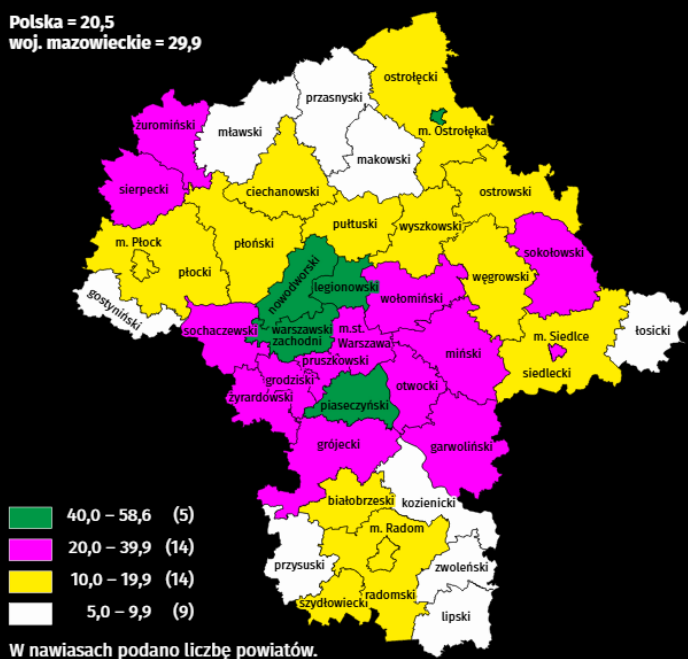 Polska = 20,5
woj. mazowieckie = 29,9
ostrołęcki
przasnyski
żuromiński
mławski
m. Ostrołęka
makowski
sierpecki
ciechanowski
ostrowski
pułtuski
wyszkowski
m. Płock
płoński
sokołowski
płocki
węgrowski
nowodworski
legionowski
gostyniński
wołomiński
sochaczewski
warszawski
zachodni
m.st.
Warszawa
m. Siedlce
łosicki
pruszkowski
miński
siedlecki
grodziski
otwocki
żyrardowski
piaseczyński
grójecki
garwoliński
białobrzeski
kozienicki
40,0 – 58,6 (5)
m. Radom
20,0 – 39,9 (14)
przysuski
zwoleński
10,0 – 19,9 (14)
szydłowiecki
radomski
5,0 – 9,9 (9)
lipski
W nawiasach podano liczbę powiatów.